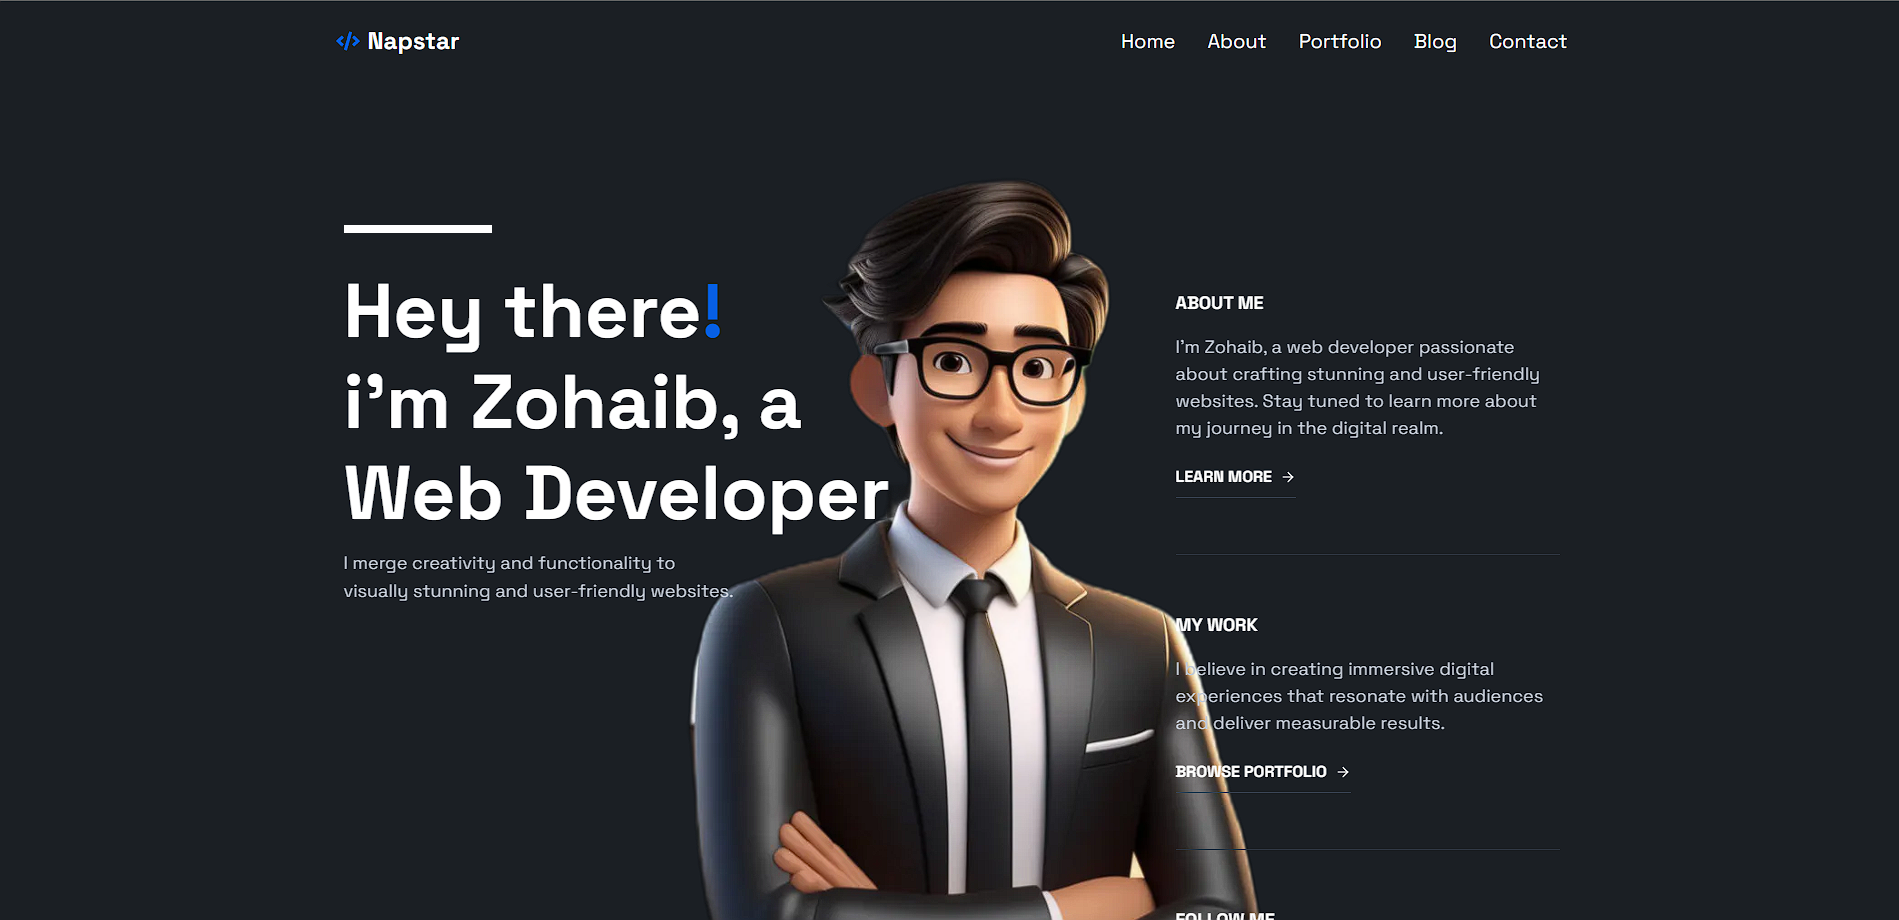 </> Napstar
Home About Portfolio Blog Contact
Hey there!
i’m Zohaib, a
Web Developer
I merge creativity and functionality to
visually stunning and user-friendly websites.
ABOUT ME
I’m Zohaib, a web developer passionate
about crafting stunning and user-friendly
websites. Stay tuned to learn more about
my journey in the digital realm.
LEARN MORE →
MY WORK
I believe in creating immersive digital
experiences that resonate with audiences
and deliver measurable results.
BROWSE PORTFOLIO →
FOLLOW ME